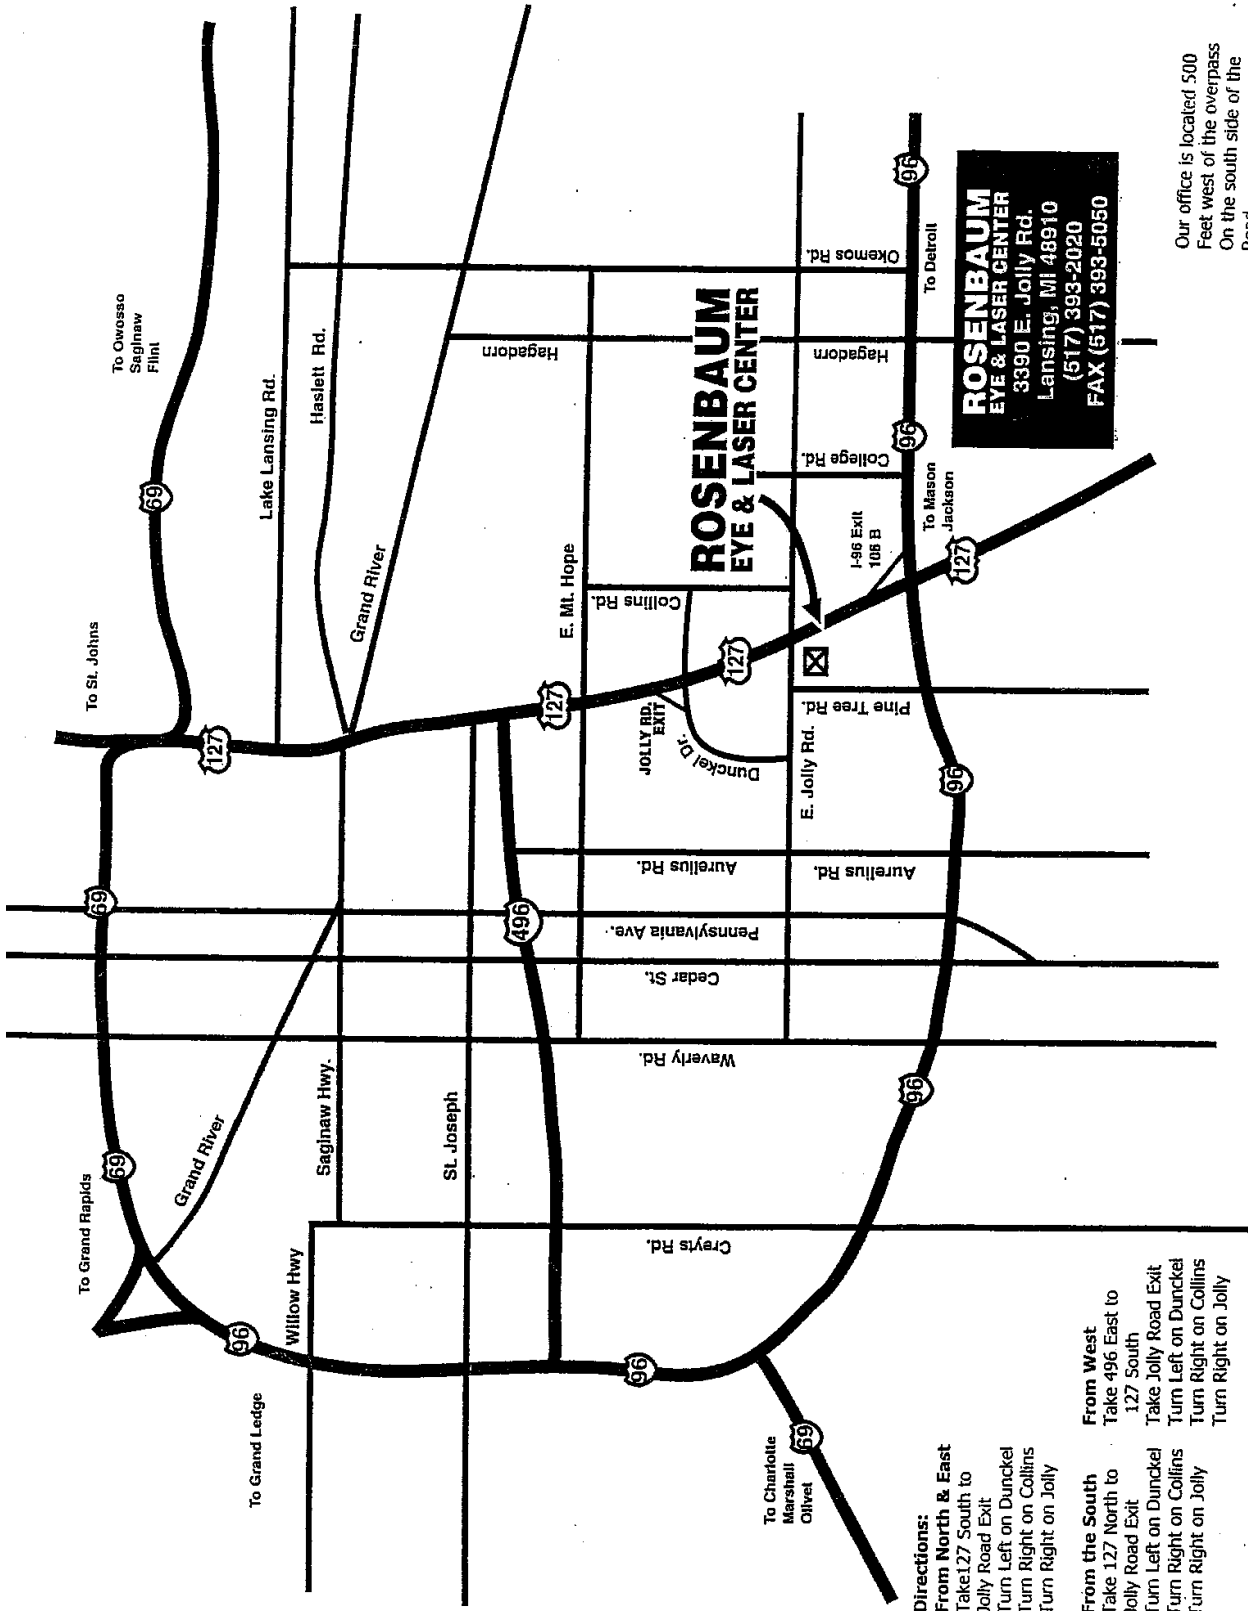 To Owosso
Saginaw
Flint
To St. Johns
To Grand Rapids
To Grand Ledge
69
69
69
127
Lake Lansing Rd.
Haslett Rd.
Grand River
Grand River
Saginaw Hwy.
Willow Hwy
St. Joseph
96
496
127
E. Mt. Hope
Hagadorn
Okemos Rd.
Collins Rd.
JOLLY RD.
EXIT
Dunckel Dr.
127
ROSENBAUM
EYE & LASER CENTER
Aurelius Rd.
Pennsylvania Ave.
Cedar St.
Waverly Rd.
Creyts Rd.
96
E. Jolly Rd.
Pine Tree Rd.
Aurelius Rd.
College Rd.
Hagadorn
I-96 Exit
106 B
96
96
96
96
127
To Mason
Jackson
To Detroit
To Charlotte
Marshall
Olivet
69
ROSENBAUM
EYE & LASER CENTER
3390 E. Jolly Rd.
Lansing, MI 48910
(517) 393-2020
FAX (517) 393-5050
Directions:
From North & East
Take127 South to
Jolly Road Exit
Turn Left on Dunckel
Turn Right on Collins
Turn Right on Jolly
From the South
Take 127 North to
Jolly Road Exit
Turn Left on Dunckel
Turn Right on Collins
Turn Right on Jolly
From West
Take 496 East to
127 South
Take Jolly Road Exit
Turn Left on Dunckel
Turn Right on Collins
Turn Right on Jolly
Our office is located 500
Feet west of the overpass
On the south side of the